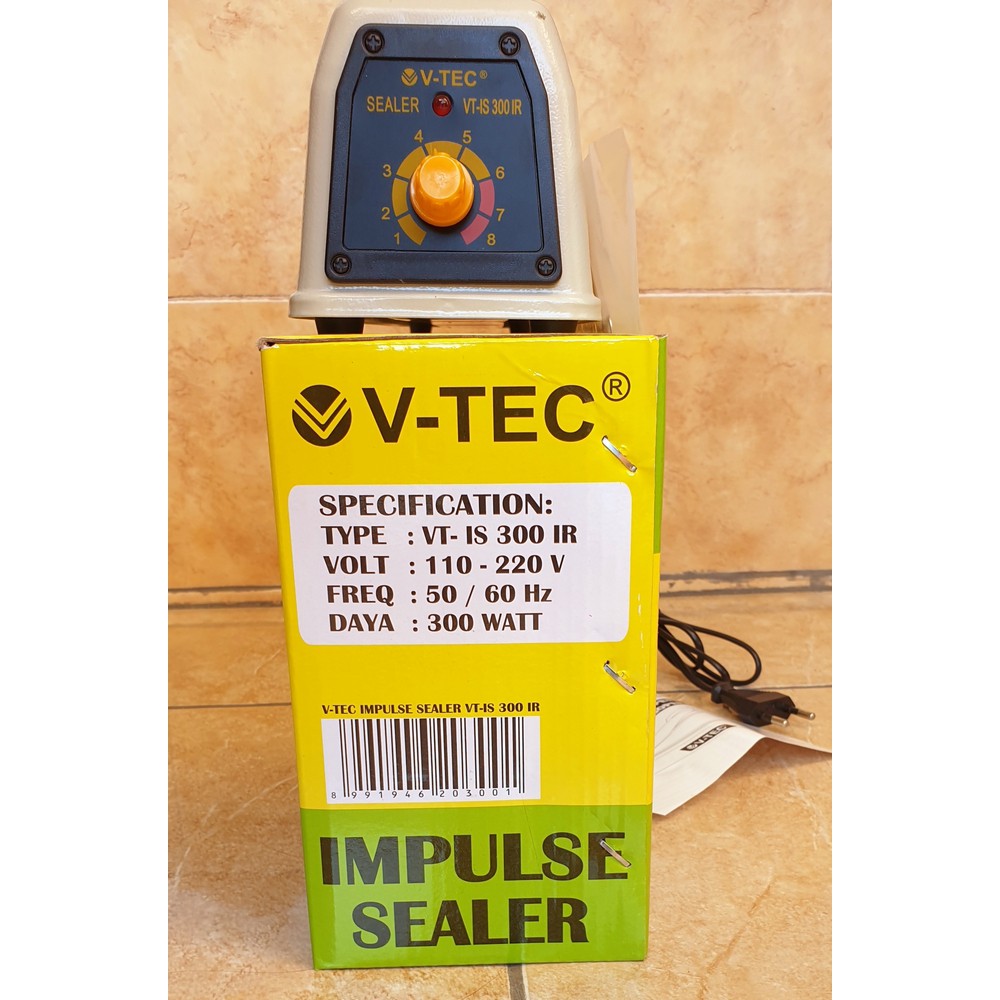 V-TEC®
SEALER VT-IS 300 IR
4 5
3 6
2 7
1 8
V-TEC®
SPECIFICATION:
TYPE : VT- IS 300 IR
VOLT : 110 - 220 V
FREQ : 50 / 60 Hz
DAYA : 300 WATT
V-TEC IMPULSE SEALER VT-IS 300 IR
8 991946 203001
IMPULSE
SEALER